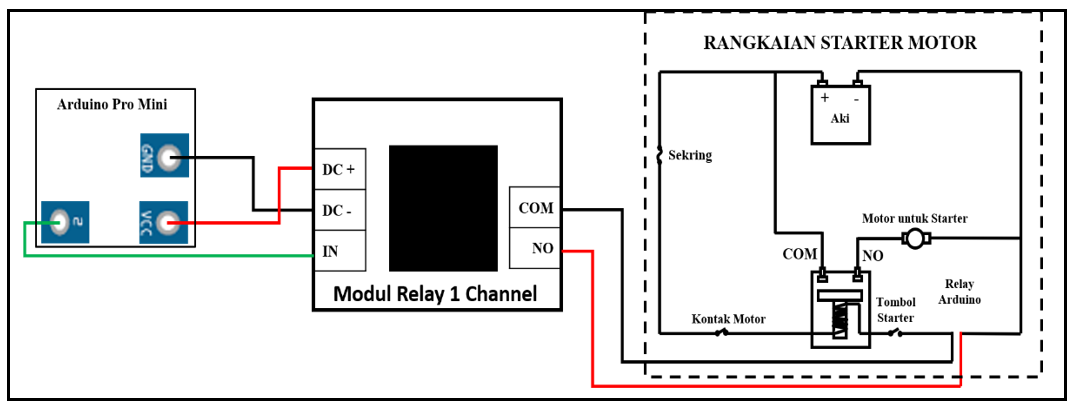 RANGKAIAN STARTER MOTOR
Arduino Pro Mini
GND
VCC
2
DC +
DC -
IN
COM
NO
Modul Relay 1 Channel
+ -
Aki
Sekring
Motor untuk Starter
COM
NO
Relay
Arduino
Tombol
Starter
Kontak Motor